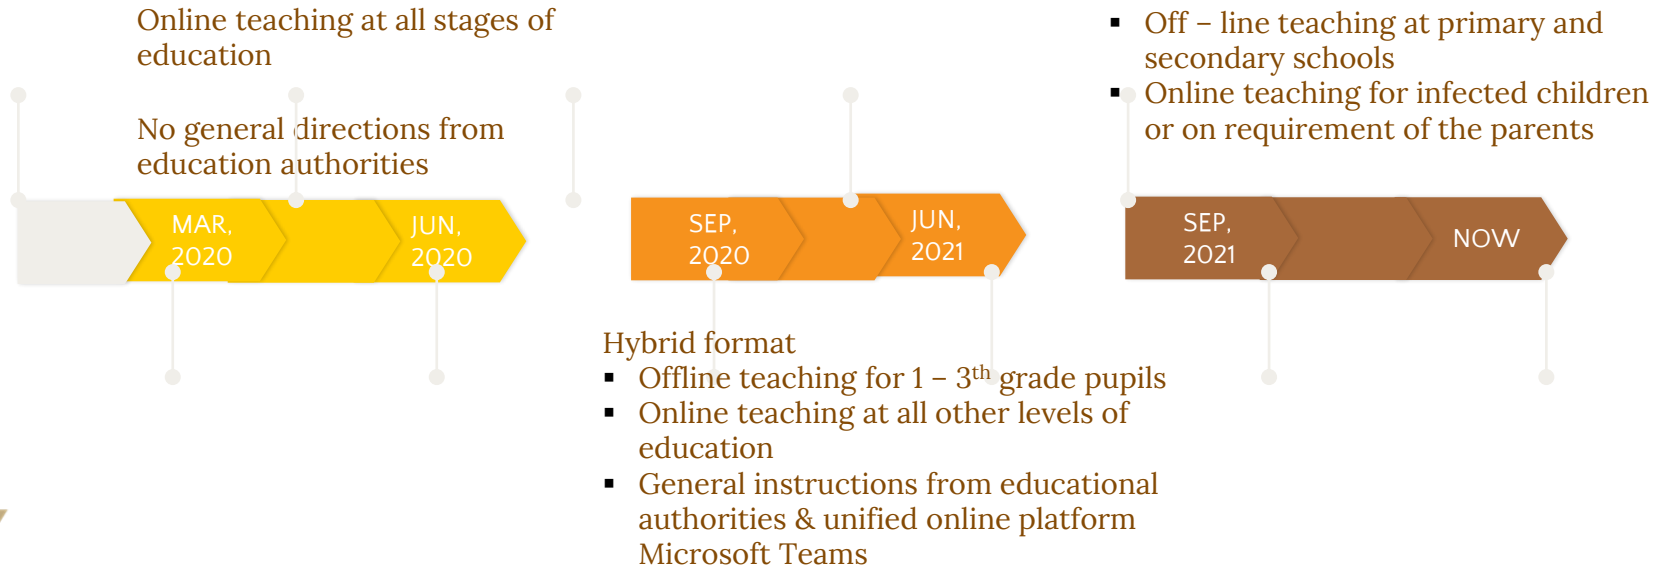 Online teaching at all stages of
education
No general directions from
education authorities
MAR,
2020
JUN,
2020
SEP,
2020
JUN,
2021
Hybrid format
▪ Offline teaching for 1 – 3th grade pupils
▪ Online teaching at all other levels of
education
▪ General instructions from educational
authorities & unified online platform
Microsoft Teams
▪ Off – line teaching at primary and
secondary schools
▪ Online teaching for infected children
or on requirement of the parents
SEP,
2021
NOW